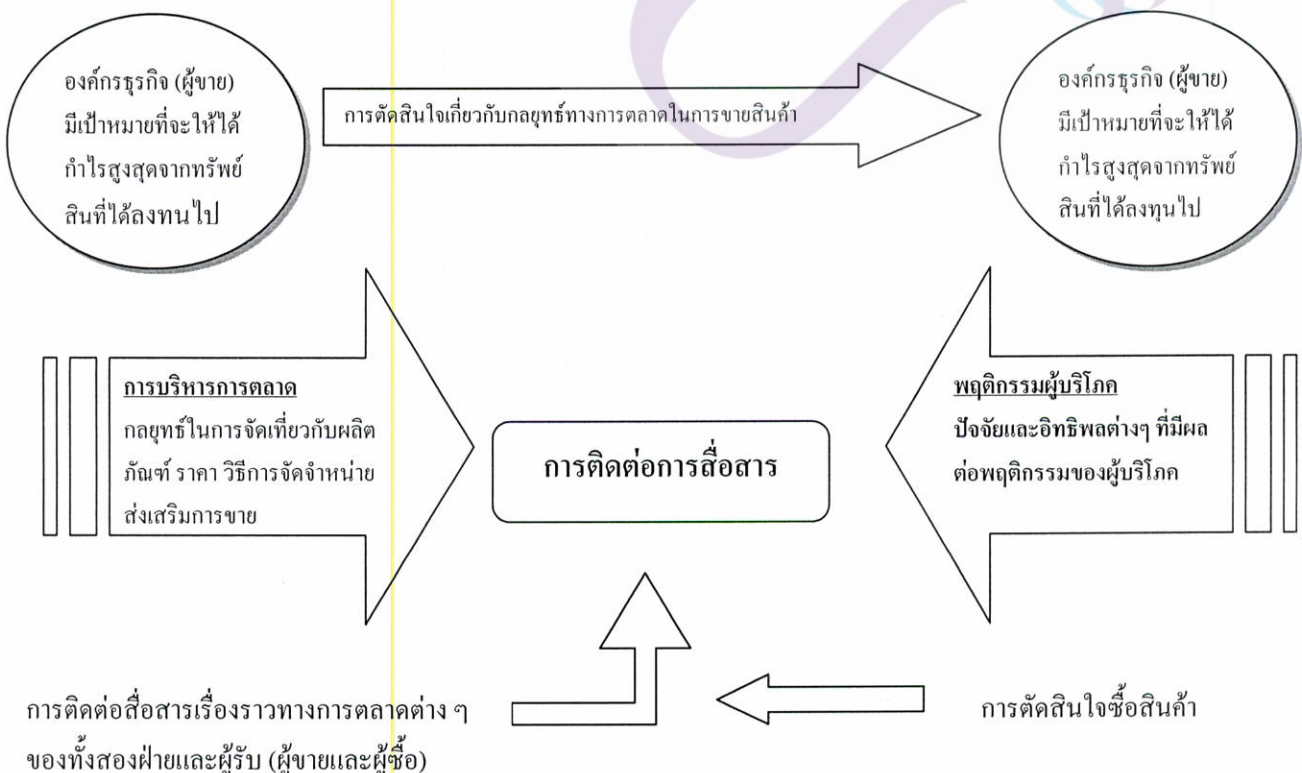 องค์กรธุรกิจ (ผู้ขาย)
มีเป้าหมายที่จะให้ได้
กำไรสูงสุดจากทรัพย์
สินที่ได้ลงทนไป
การตัดสินใจเกี่ยวกับกลยุทธ์ทางการตลาดในการขายสินค้า
องค์กรธุรกิจ (ผู้ขาย)
มีเป้าหมายที่จะให้ได้
กำไรสูงสุดจากทรัพย์
สินที่ได้ลงทุนไป
การบริหารการตลาด
กลยุทธ์ในการจัดเที่ยวกับผลิต
ภัณฑ์ ราคา วิธีการจัดจำหน่าย
ส่งเสริมการขาย
การติดต่อการสื่อสาร
พฤติกรรมผู้บริโภค
ปัจจัยและอิทธิพลต่างๆ ที่มีผล
ต่อพฤติกรรมของผู้บริโภค
การติดต่อสื่อสารเรื่องราวทางการตลาดต่าง ๆ
ของทั้งสองฝ่ายและผู้รับ (ผู้ขายและผู้ซื้อ)
การตัดสินใจซื้อสินค้า